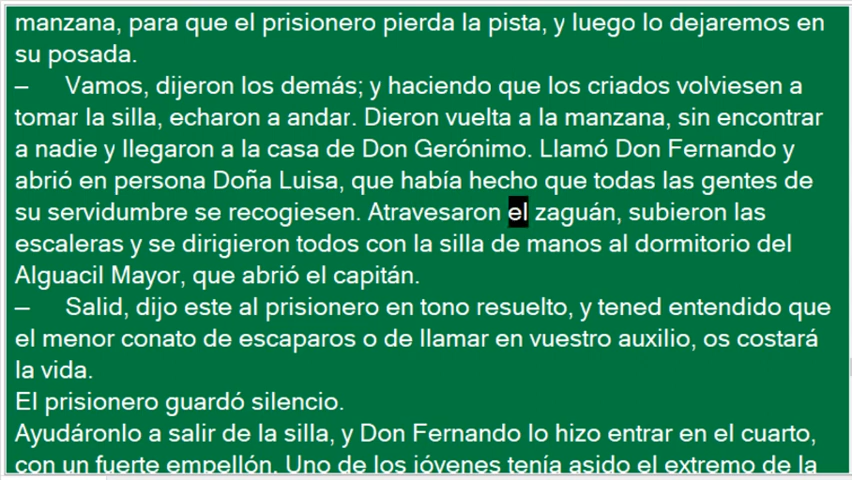 manzana, para que el prisionero pierda la pista, y luego lo dejaremos en
su posada.
– Vamos, dijeron los demás; y haciendo que los criados volviesen a
tomar la silla, echaron a andar. Dieron vuelta a la manzana, sin encontrar
a nadie y llegaron a la casa de Don Gerónimo. Llamó Don Fernando y
abrió en persona Doña Luisa, que había hecho que todas las gentes de
su servidumbre se recogiesen. Atravesaron el zaguán, subieron las
escaleras y se dirigieron todos con la silla de manos al dormitorio del
Alguacil Mayor, que abrió el capitán.
– Salid, dijo este al prisionero en tono resuelto, y tened entendido que
el menor conato de escaparos o de llamar en vuestro auxilio, os costará
la vida.
El prisionero guardó silencio.
Ayudáronlo a salir de la silla, y Don Fernando lo hizo entrar en el cuarto,
con un fuerte empellón. Uno de los jóvenes tenía asido el extremo de la